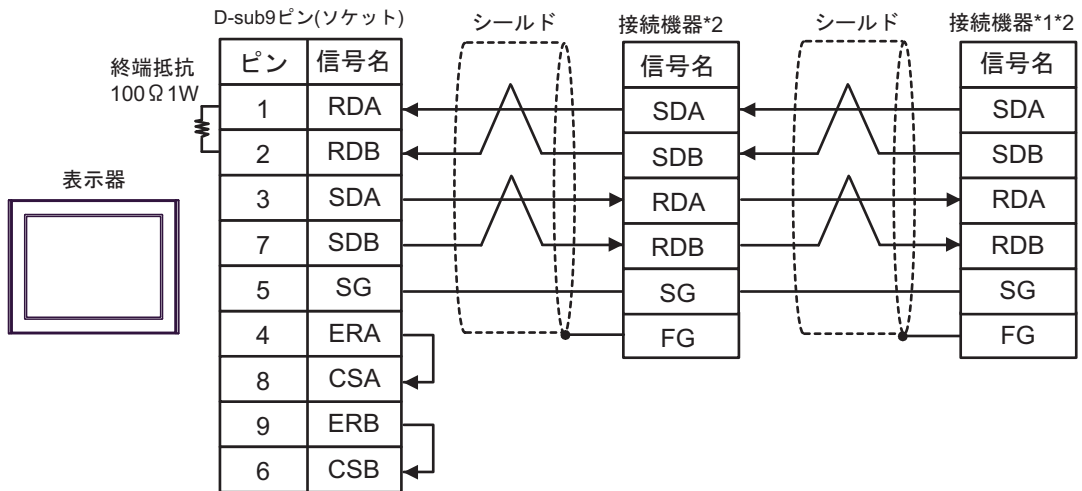 D-sub9ピン(ソケット)
シールド
接続機器*2
シールド
接続機器*1*2
終端抵抗
100Ω1W
表示器
ピン 信号名
1 RDA
2 RDB
3 SDA
7 SDB
5 SG
4 ERA
8 CSA
9 ERB
6 CSB
信号名
SDA
SDB
RDA
RDB
SG
FG
信号名
SDA
SDB
RDA
RDB
SG
FG